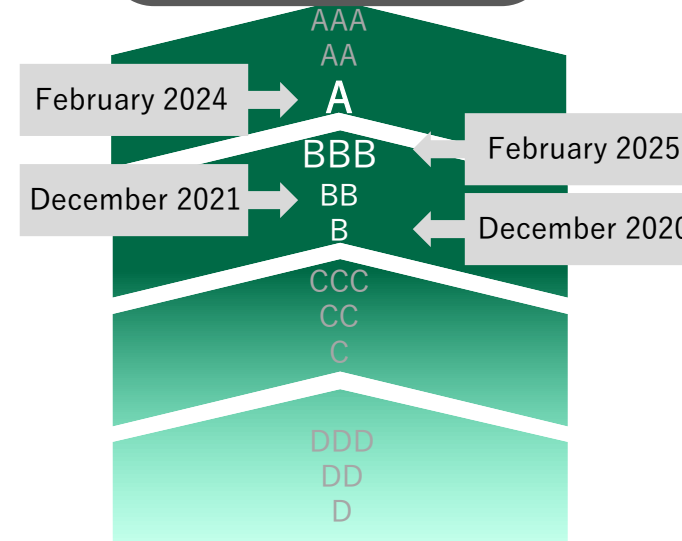 AAA
AA
February 2024
A
BBB
February 2025
December 2021
BB
B
December 2020
CCC
CC
C
DDD
DD
D